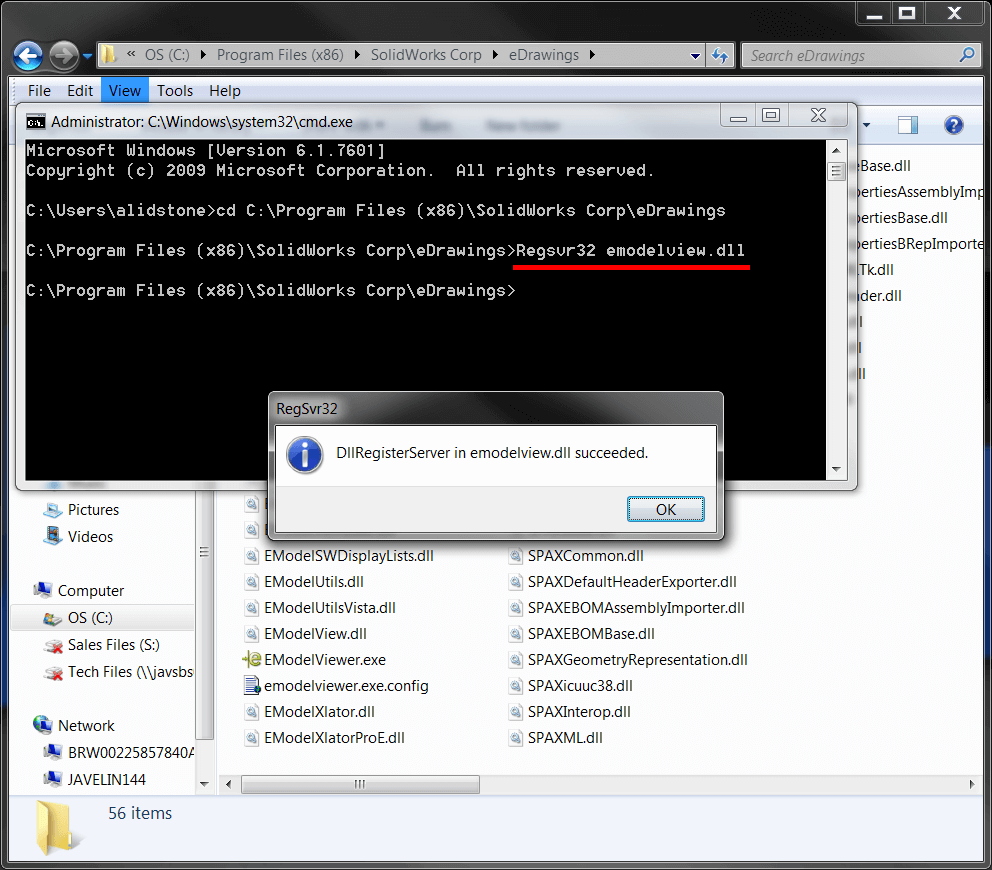 « OS (C:) ▸ Program Files (x86) ▸ SolidWorks Corp ▸ eDrawings ▸
Search eDrawings
File Edit View Tools Help
Burn New folder
Administrator: C:\Windows\system32\cmd.exe
Microsoft Windows [Version 6.1.7601]
Copyright (c) 2009 Microsoft Corporation. All rights reserved.
C:\Users\alidstone>cd C:\Program Files (x86)\SolidWorks Corp\eDrawings
C:\Program Files (x86)\SolidWorks Corp\eDrawings>Regsvr32 emodelview.dll
C:\Program Files (x86)\SolidWorks Corp\eDrawings>
eBase.dll
pertiesAssemblyImp
pertiesBase.dll
pertiesBRepImporte
Tk.dll
der.dll
ll
ll
RegSvr32
DllRegisterServer in emodelview.dll succeeded.
OK
Pictures
Videos
Computer
OS (C:)
Sales Files (S:)
Tech Files (\\javsbs
Network
BRW00225857840A
JAVELIN144
EModelSWDisplayLists.dll
EModelUtils.dll
EModelUtilsVista.dll
EModelView.dll
EModelViewer.exe
emodelviewer.exe.config
EModelXlator.dll
EModelXlatorProE.dll
SPAXCommon.dll
SPAXDefaultHeaderExporter.dll
SPAXEBOMAssemblyImporter.dll
SPAXEBOMBase.dll
SPAXGeometryRepresentation.dll
SPAXicuuc38.dll
SPAXInterop.dll
SPAXML.dll
56 items